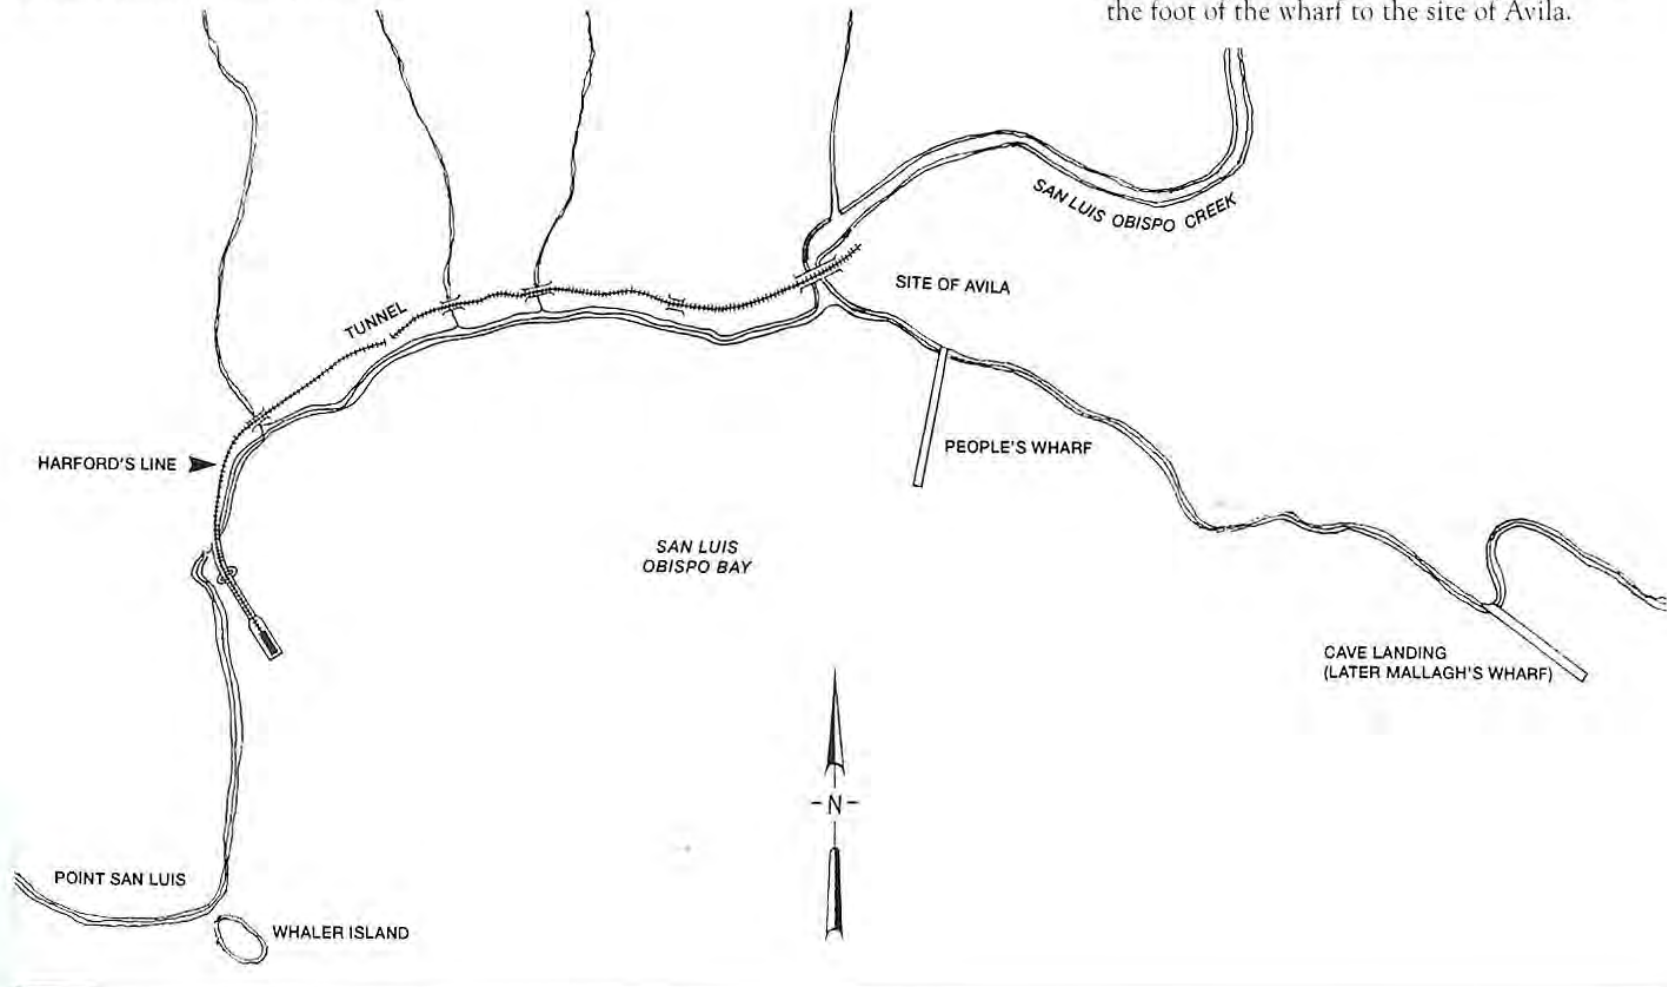 the foot of the wharf to the site of Avila.
SAN LUIS OBISPO CREEK
SITE OF AVILA
TUNNEL
HARFORD'S LINE
PEOPLE'S WHARF
SAN LUIS
OBISPO BAY
CAVE LANDING
(LATER MALLAGH'S WHARF)
-N-
POINT SAN LUIS
WHALER ISLAND